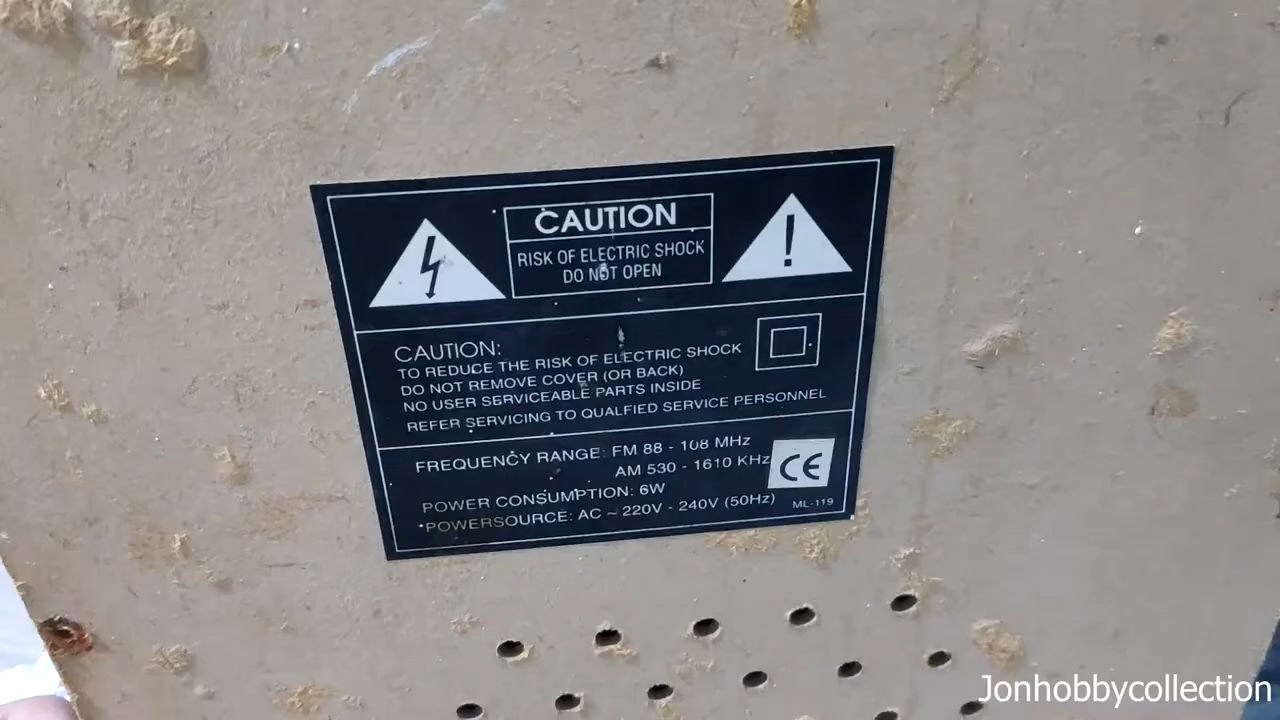 CAUTION
RISK OF ELECTRIC SHOCK
DO NOT OPEN
!
CAUTION:
TO REDUCE THE RISK OF ELECTRIC SHOCK
DO NOT REMOVE COVER (OR BACK)
NO USER SERVICEABLE PARTS INSIDE
REFER SERVICING TO QUALFIED SERVICE PERSONNEL
FREQUENCY RANGE: FM 88 - 108 MHz
AM 530 - 1610 KHz
CE
POWER CONSUMPTION: 6W
POWERSOURCE: AC ~ 220V - 240V (50Hz)
ML-119
Jonhobbycollection